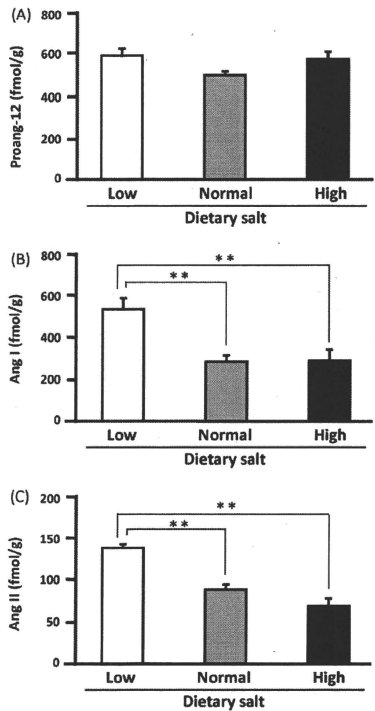 (A)
Proang-12 (fmol/g)
800
600
400
200
0
Low Normal High
Dietary salt
(B)
Ang I (fmol/g)
800
600
400
200
0
** 
**
Low Normal High
Dietary salt
(C)
Ang II (fmol/g)
200
150
100
50
0
**
**
Low Normal High
Dietary salt